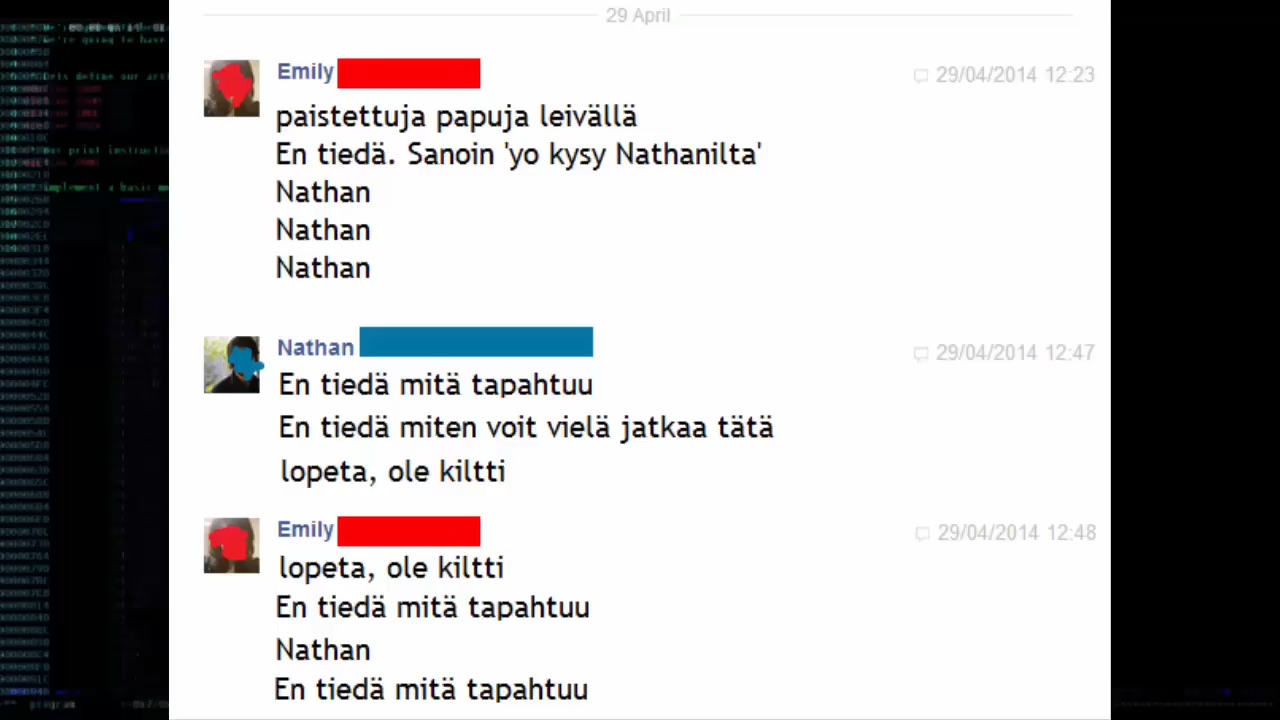 29 April
Emily
29/04/2014 12:23
paistettuja papuja leivällä
En tiedä. Sanoin 'yo kysy Nathanilta'
Nathan
Nathan
Nathan
Nathan
29/04/2014 12:47
En tiedä mitä tapahtuu
En tiedä miten voit vielä jatkaa tätä
lopeta, ole kiltti
Emily
29/04/2014 12:48
lopeta, ole kiltti
En tiedä mitä tapahtuu
Nathan
En tiedä mitä tapahtuu